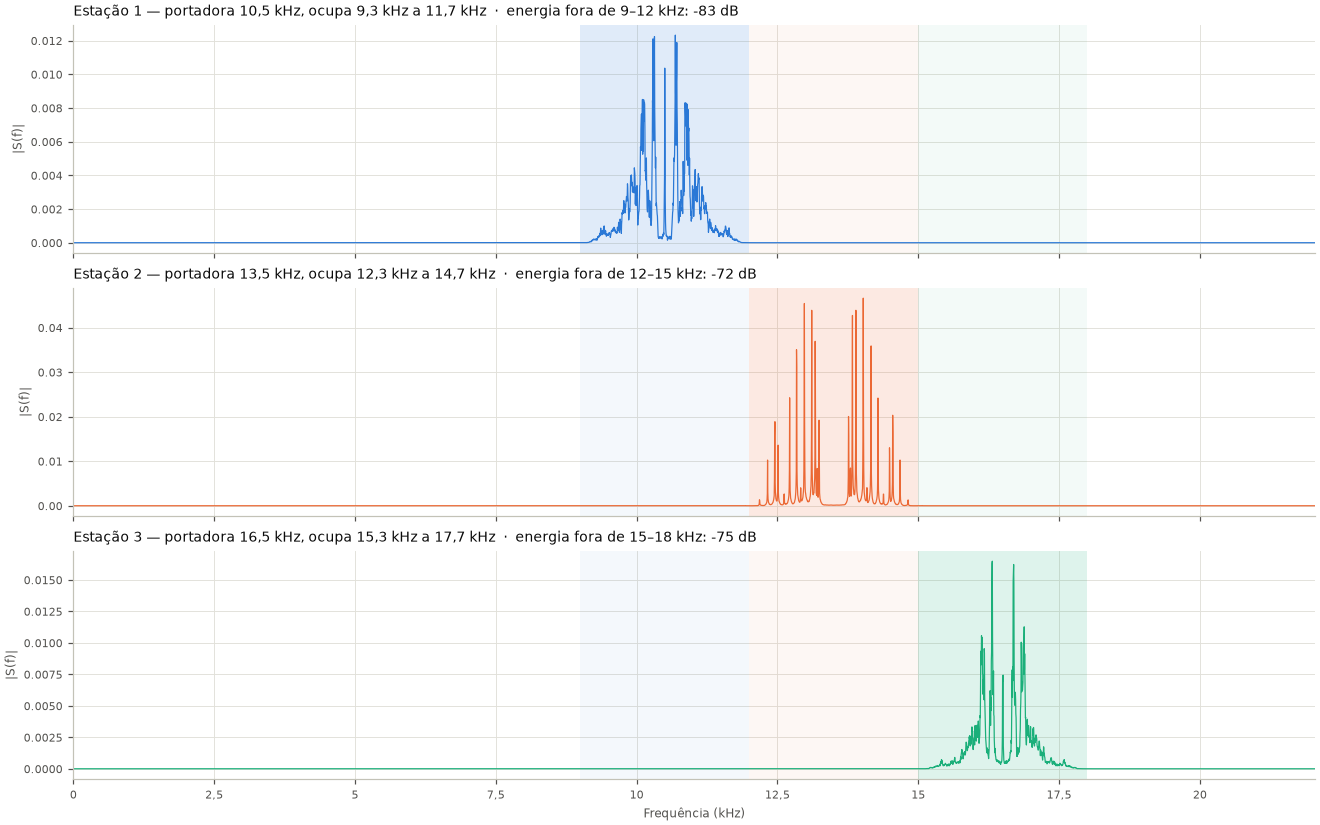 Estação 1 — portadora 10,5 kHz, ocupa 9,3 kHz a 11,7 kHz · energia fora de 9–12 kHz: -83 dB
0.012
0.010
0.008
0.006
0.004
0.002
0.000
|S(f)|
Estação 2 — portadora 13,5 kHz, ocupa 12,3 kHz a 14,7 kHz · energia fora de 12–15 kHz: -72 dB
0.04
0.03
0.02
0.01
0.00
|S(f)|
Estação 3 — portadora 16,5 kHz, ocupa 15,3 kHz a 17,7 kHz · energia fora de 15–18 kHz: -75 dB
0.0150
0.0125
0.0100
0.0075
0.0050
0.0025
0.0000
|S(f)|
0 2,5 5 7,5 10 12,5 15 17,5 20
Frequência (kHz)